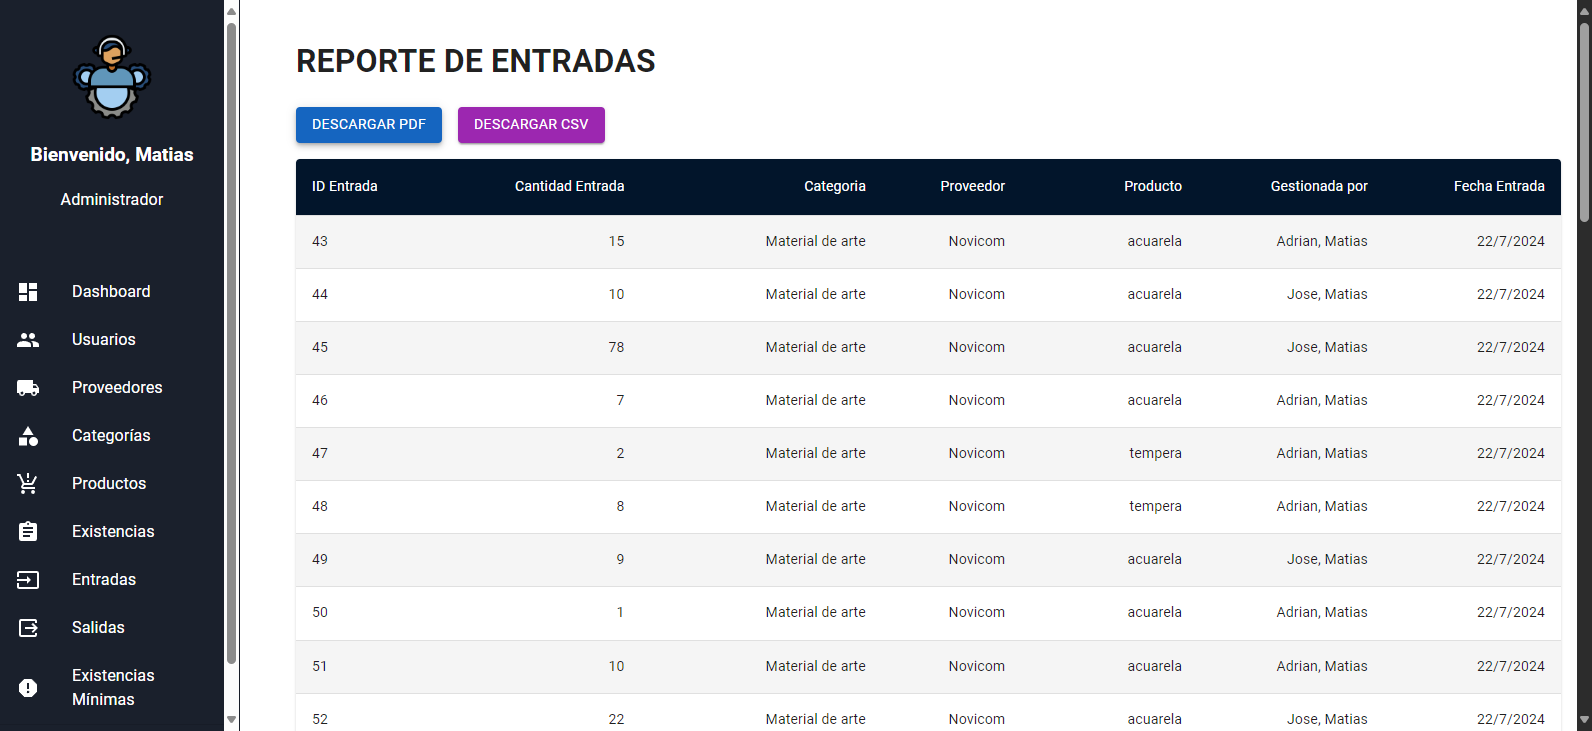 Bienvenido, Matias
Administrador
Dashboard
Usuarios
Proveedores
Categorías
Productos
Existencias
Entradas
Salidas
Existencias
Mínimas
REPORTE DE ENTRADAS
DESCARGAR PDF DESCARGAR CSV
ID Entrada Cantidad Entrada Categoria Proveedor Producto Gestionada por Fecha Entrada
43 15 Material de arte Novicom acuarela Adrian, Matias 22/7/2024
44 10 Material de arte Novicom acuarela Jose, Matias 22/7/2024
45 78 Material de arte Novicom acuarela Jose, Matias 22/7/2024
46 7 Material de arte Novicom acuarela Adrian, Matias 22/7/2024
47 2 Material de arte Novicom tempera Adrian, Matias 22/7/2024
48 8 Material de arte Novicom tempera Adrian, Matias 22/7/2024
49 9 Material de arte Novicom acuarela Jose, Matias 22/7/2024
50 1 Material de arte Novicom acuarela Adrian, Matias 22/7/2024
51 10 Material de arte Novicom acuarela Adrian, Matias 22/7/2024
52 22 Material de arte Novicom acuarela Jose, Matias 22/7/2024